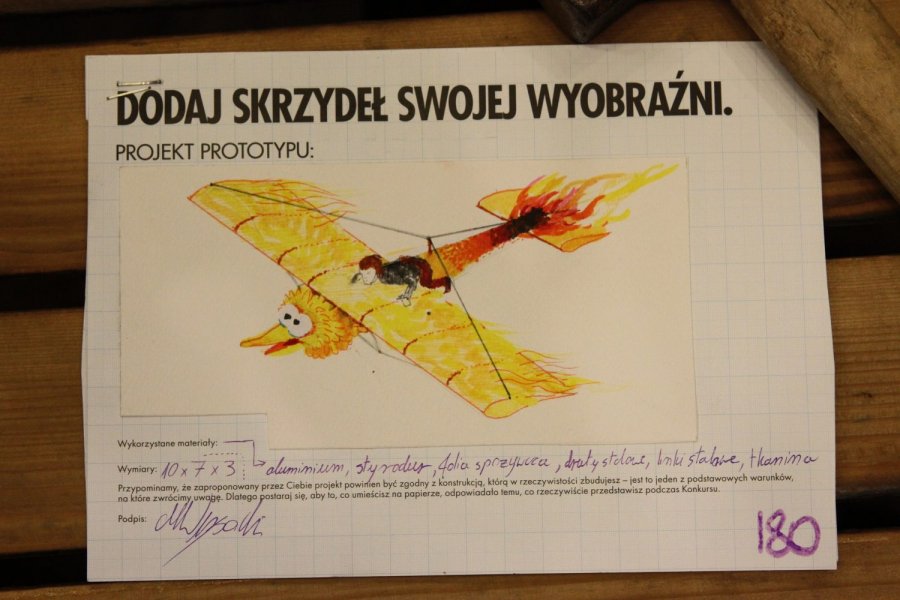 DODAJ SKRZYDEŁ SWOJEJ WYOBRAŹNI.
PROJEKT PROTOTYPU:
Wykorzystane materiały:
Wymiary: 10 x 7 x 3 aluminium, styrodur, folia spożywcza, druty stalowe, linki stalowe, tkanina
Przypominamy, że zaproponowany przez Ciebie projekt powinien być zgodny z konstrukcją, którą w rzeczywistości zbudujesz – jest to jeden z podstawowych warunków,
na które zwrócimy uwagę. Dlatego postaraj się, aby to, co umieścisz na papierze, odpowiadało temu, co rzeczywiście przedstawisz podczas Konkursu.
Podpis:
180